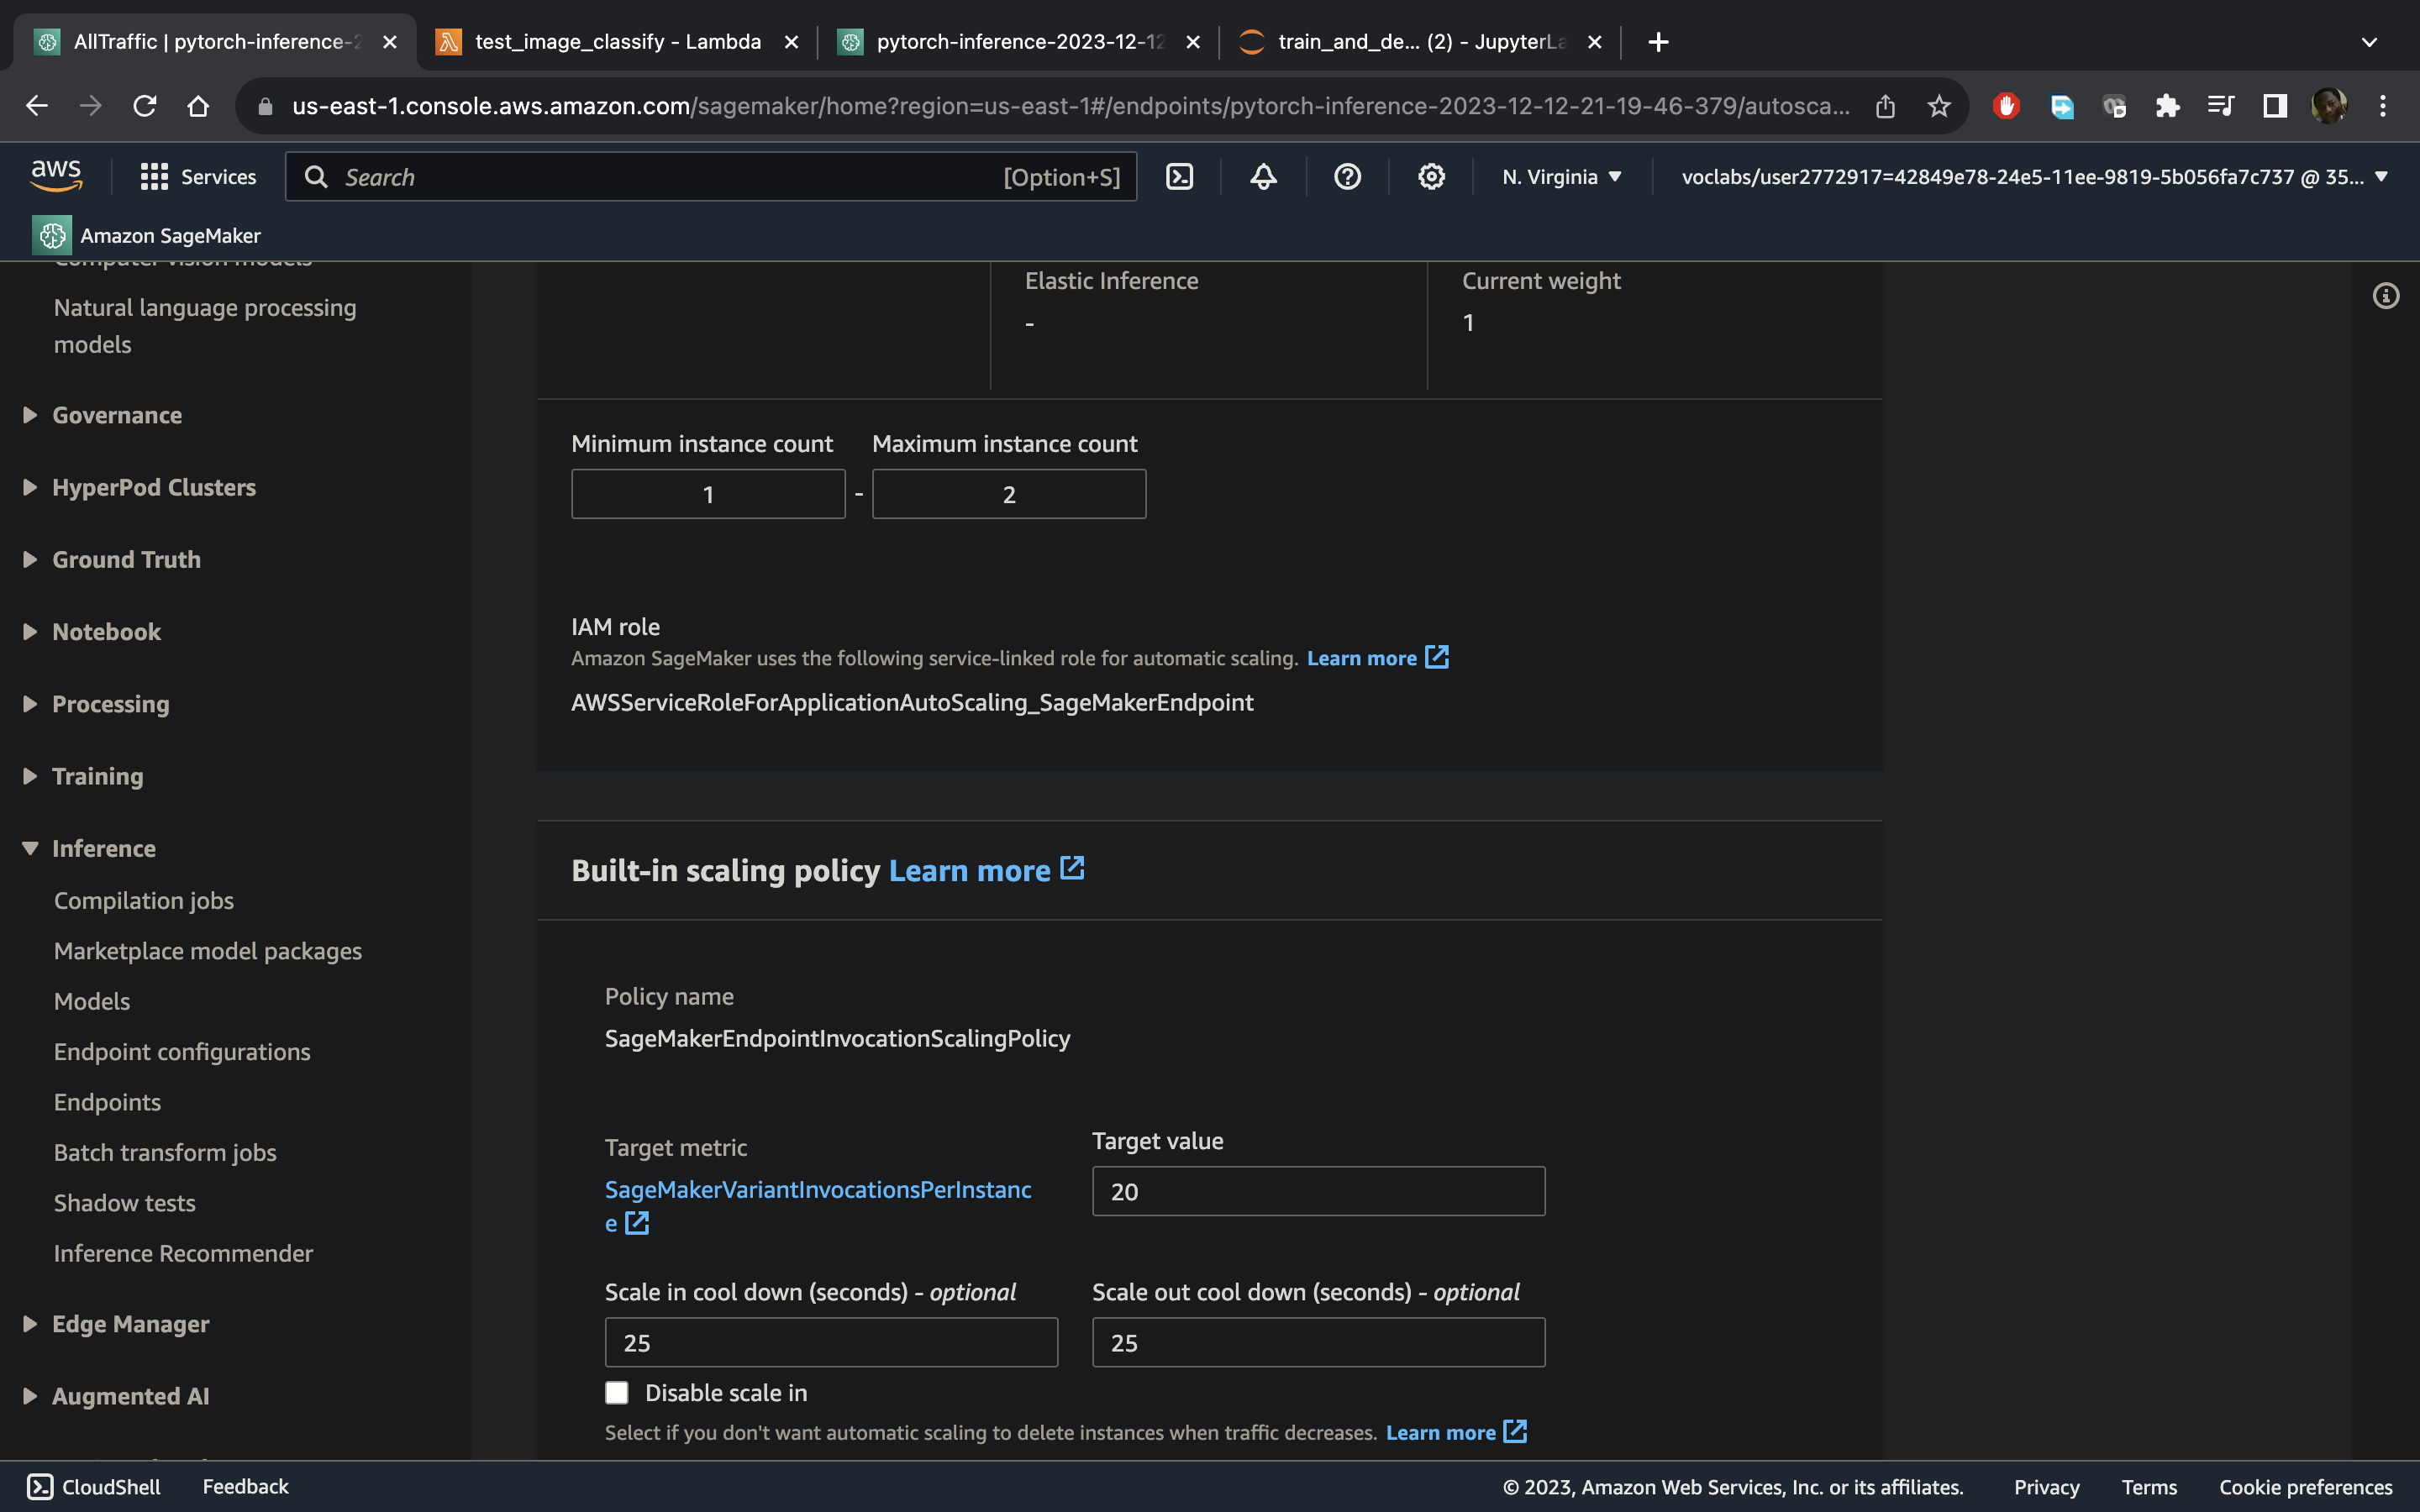 AllTraffic | pytorch-inference-2
test_image_classify - Lambda
pytorch-inference-2023-12-12
train_and_de... (2) - JupyterLa
us-east-1.console.aws.amazon.com/sagemaker/home?region=us-east-1#/endpoints/pytorch-inference-2023-12-12-21-19-46-379/autosca...
aws
Services
Search
[Option+S]
N. Virginia
voclabs/user2772917=42849e78-24e5-11ee-9819-5b056fa7c737 @ 35...
Amazon SageMaker
Computer vision models
Natural language processing
models
Governance
HyperPod Clusters
Ground Truth
Notebook
Processing
Training
Inference
Compilation jobs
Marketplace model packages
Models
Endpoint configurations
Endpoints
Batch transform jobs
Shadow tests
Inference Recommender
Edge Manager
Augmented AI
Elastic Inference
-
Current weight
1
Minimum instance count
Maximum instance count
1 - 2
IAM role
Amazon SageMaker uses the following service-linked role for automatic scaling. Learn more
AWSServiceRoleForApplicationAutoScaling_SageMakerEndpoint
Built-in scaling policy Learn more
Policy name
SageMakerEndpointInvocationScalingPolicy
Target metric
SageMakerVariantInvocationsPerInstanc
e
Target value
20
Scale in cool down (seconds) - optional
25
Scale out cool down (seconds) - optional
25
Disable scale in
Select if you don't want automatic scaling to delete instances when traffic decreases. Learn more
CloudShell
Feedback
© 2023, Amazon Web Services, Inc. or its affiliates.
Privacy
Terms
Cookie preferences